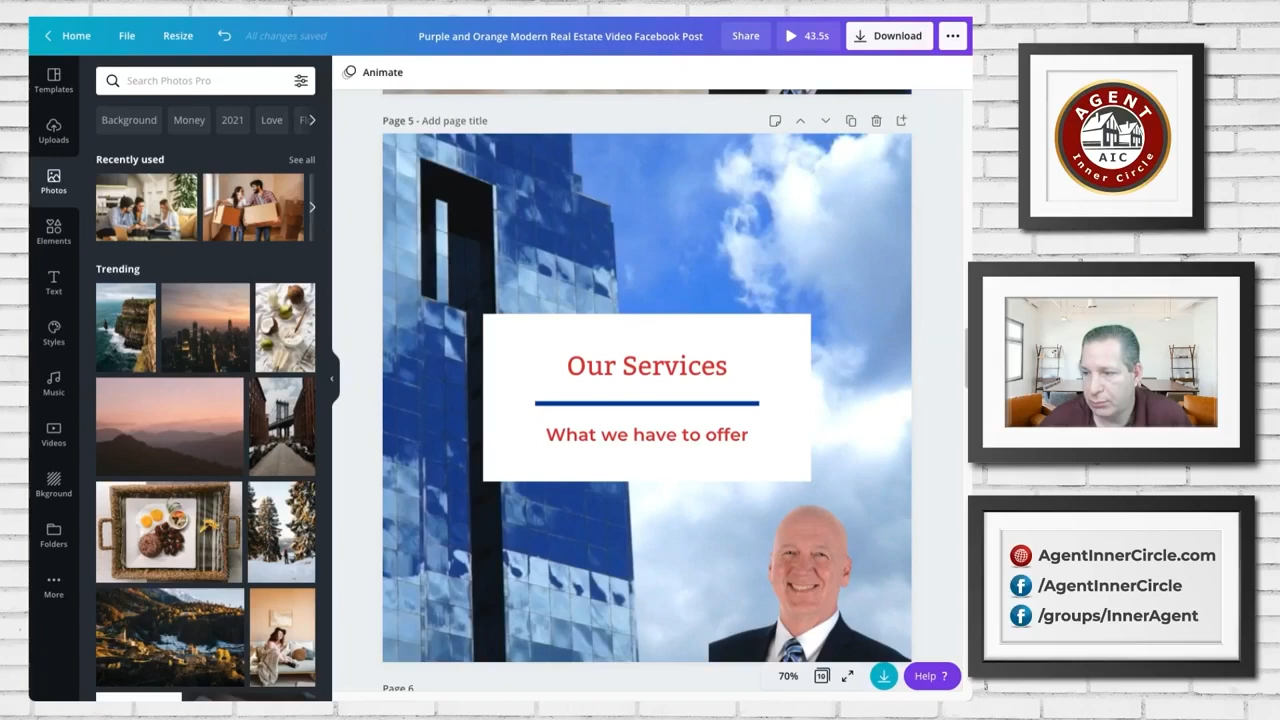 Home
File
Resize
All changes saved
Purple and Orange Modern Real Estate Video Facebook Post
Share
43.5s
Download
Templates
Uploads
Photos
Elements
Text
Styles
Music
Videos
Bkground
Folders
More
Search Photos Pro
Background
Money
2021
Love
Recently used
See all
Trending
Animate
Page 5 - Add page title
Our Services
What we have to offer
Page 6
70%
10
Help ?
AGENT
AIC
Inner Circle
AgentInnerCircle.com
/AgentInnerCircle
/groups/InnerAgent